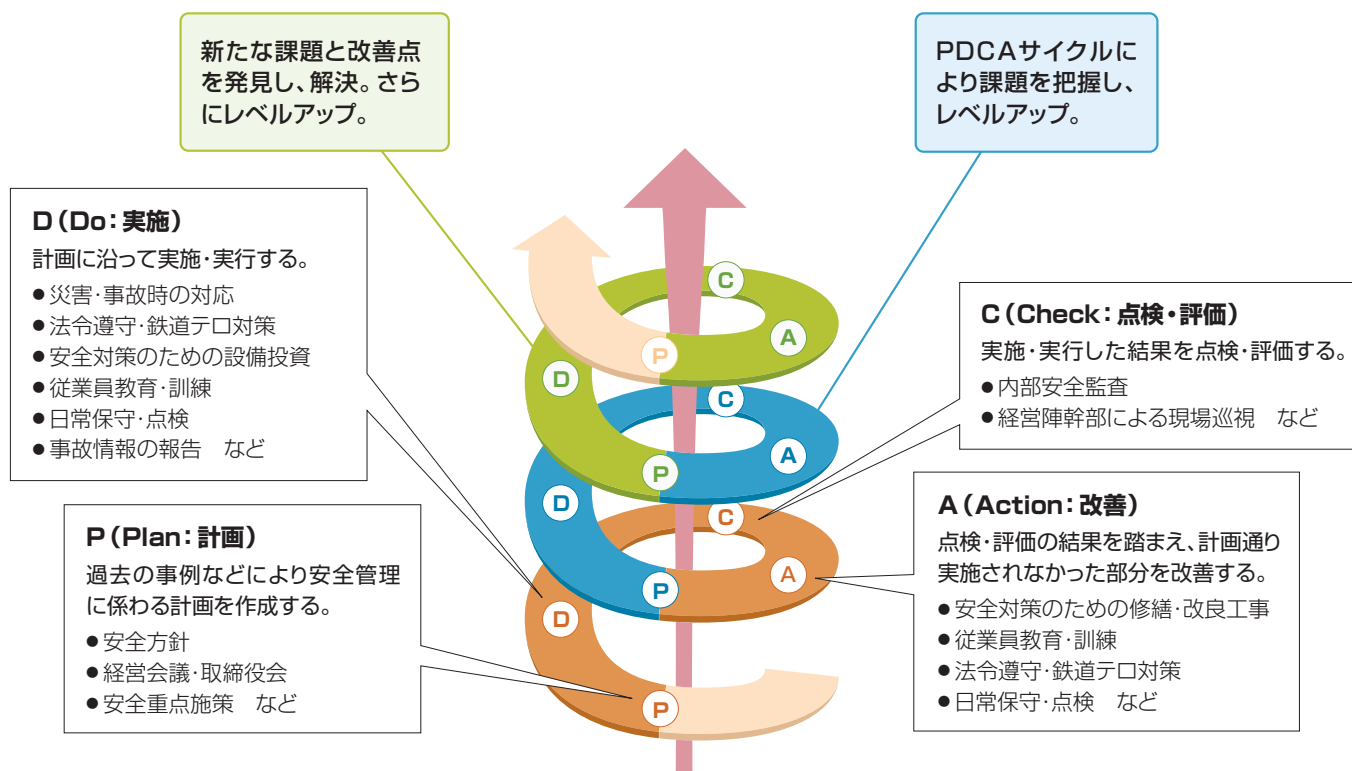 新たな課題と改善点
を発見し、解決。さら
にレベルアップ。
PDCAサイクルに
より課題を把握し、
レベルアップ。
D(Do:実施)
計画に沿って実施・実行する。
●災害・事故時の対応
●法令遵守・鉄道テロ対策
●安全対策のための設備投資
●従業員教育・訓練
●日常保守・点検
●事故情報の報告 など
P(Plan:計画)
過去の事例などにより安全管理
に係わる計画を作成する。
●安全方針
●経営会議・取締役会
●安全重点施策 など
C
A
P
D
C
A
P
D
C
A
P
D
P
C(Check:点検・評価)
実施・実行した結果を点検・評価する。
●内部安全監査
●経営陣幹部による現場巡視 など
A(Action:改善)
点検・評価の結果を踏まえ、計画通り
実施されなかった部分を改善する。
●安全対策のための修繕・改良工事
●従業員教育・訓練
●法令遵守・鉄道テロ対策
●日常保守・点検 など